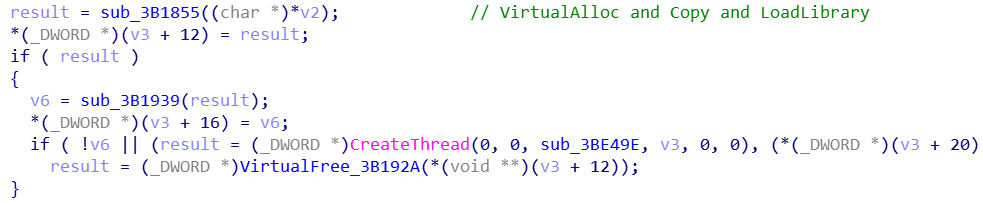 result = sub_3B1855((char *)*v2);             // VirtualAlloc and Copy and LoadLibrary
*(_DWORD *)(v3 + 12) = result;
if ( result )
{
  v6 = sub_3B1939(result);
  *(_DWORD *)(v3 + 16) = v6;
  if ( !v6 || (result = (_DWORD *)CreateThread(0, 0, sub_3BE49E, v3, 0, 0), (*(_DWORD *)(v3 + 20)
    result = (_DWORD *)VirtualFree_3B192A(*(void **)(v3 + 12));
}